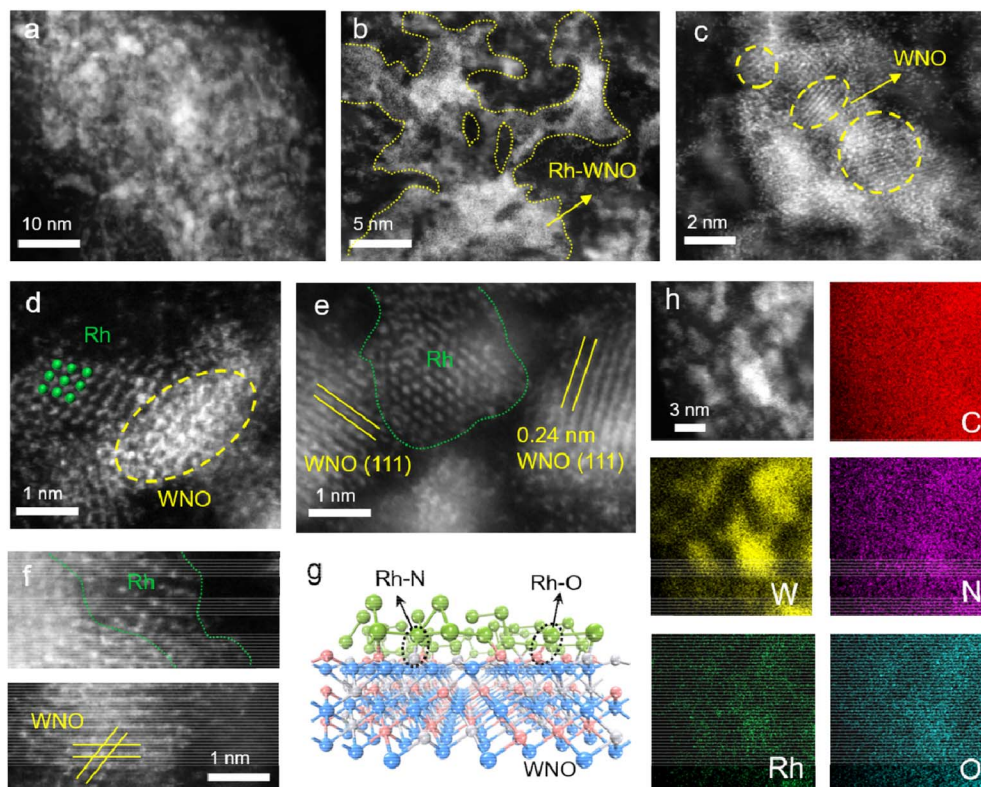 a
10 nm
b
Rh-WNO
5 nm
c
WNO
2 nm
d
Rh
WNO
1 nm
e
Rh
0.24 nm
WNO (111)
WNO (111)
1 nm
f
Rh
WNO
1 nm
g
Rh-N
Rh-O
WNO
h
3 nm
C
W
N
Rh
O